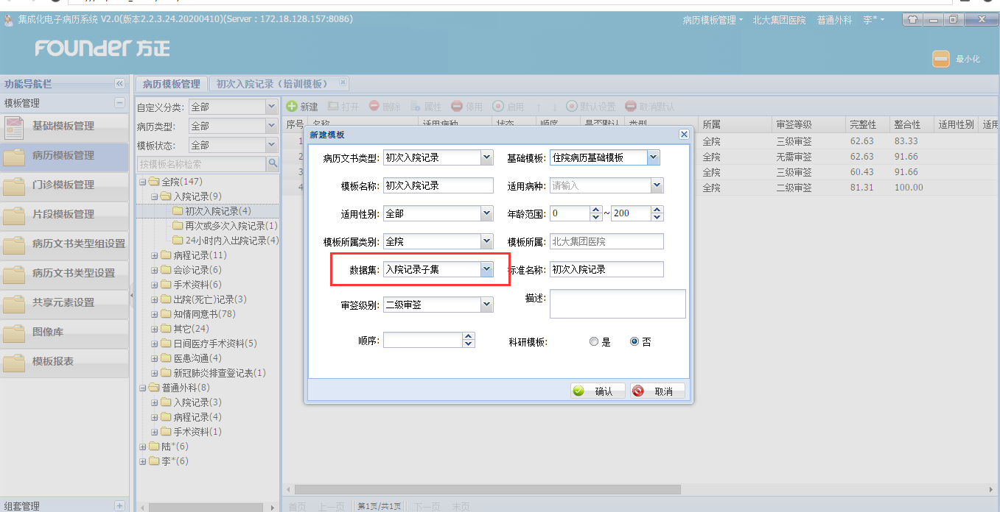 集成化电子病历系统 V2.0(版本2.2.3.24.20200410)(Server : 172.18.128.157:8086)
病历模板管理 北大集团医院 普通外科 李*
FOUNDER 方正
最小化
功能导航栏
模板管理
基础模板管理
病历模板管理
门诊模板管理
片段模板管理
病历文书类型组设置
病历文书类型设置
共享元素设置
图像库
模板报表
组套管理
病历模板管理 初次入院记录（培训模板）
自定义分类: 全部
病历类型: 全部
模板状态: 全部
按模板名称检索
全院(147)
入院记录(9)
初次入院记录(4)
再次或多次入院记录(1)
24小时内入出院记录(4)
病程记录(11)
会诊记录(6)
手术资料(6)
出院(死亡)记录(3)
知情同意书(78)
其它(24)
日间医疗手术资料(5)
医患沟通(4)
新冠肺炎排查登记表(1)
普通外科(8)
入院记录(3)
病程记录(4)
手术资料(1)
陆*(6)
李*(6)
新建 打开 删除 属性 停用 启用 ↑ ↓ 默认设置 取消默认
序号 名称 适用病种 状态 顺序 是否默认 类型 所属 审签等级 完整性 整合性 适用性别 适用
1 全院 三级审签 62.63 83.33
2 全院 无需审签 62.63 91.66
3 全院 三级审签 60.43 91.66
4 全院 二级审签 81.31 100.00
新建模板
病历文书类型: 初次入院记录 基础模板: 住院病历基础模板
模板名称: 初次入院记录 适用病种: 请输入
适用性别: 全部 年龄范围: 0 ~ 200
模板所属类别: 全院 模板所属: 北大集团医院
数据集: 入院记录子集 标准名称: 初次入院记录
审签级别: 二级审签 描述:
顺序: 科研模板: 是 否
确认 取消
首页 上一页 第1页/共1页 下一页 末页